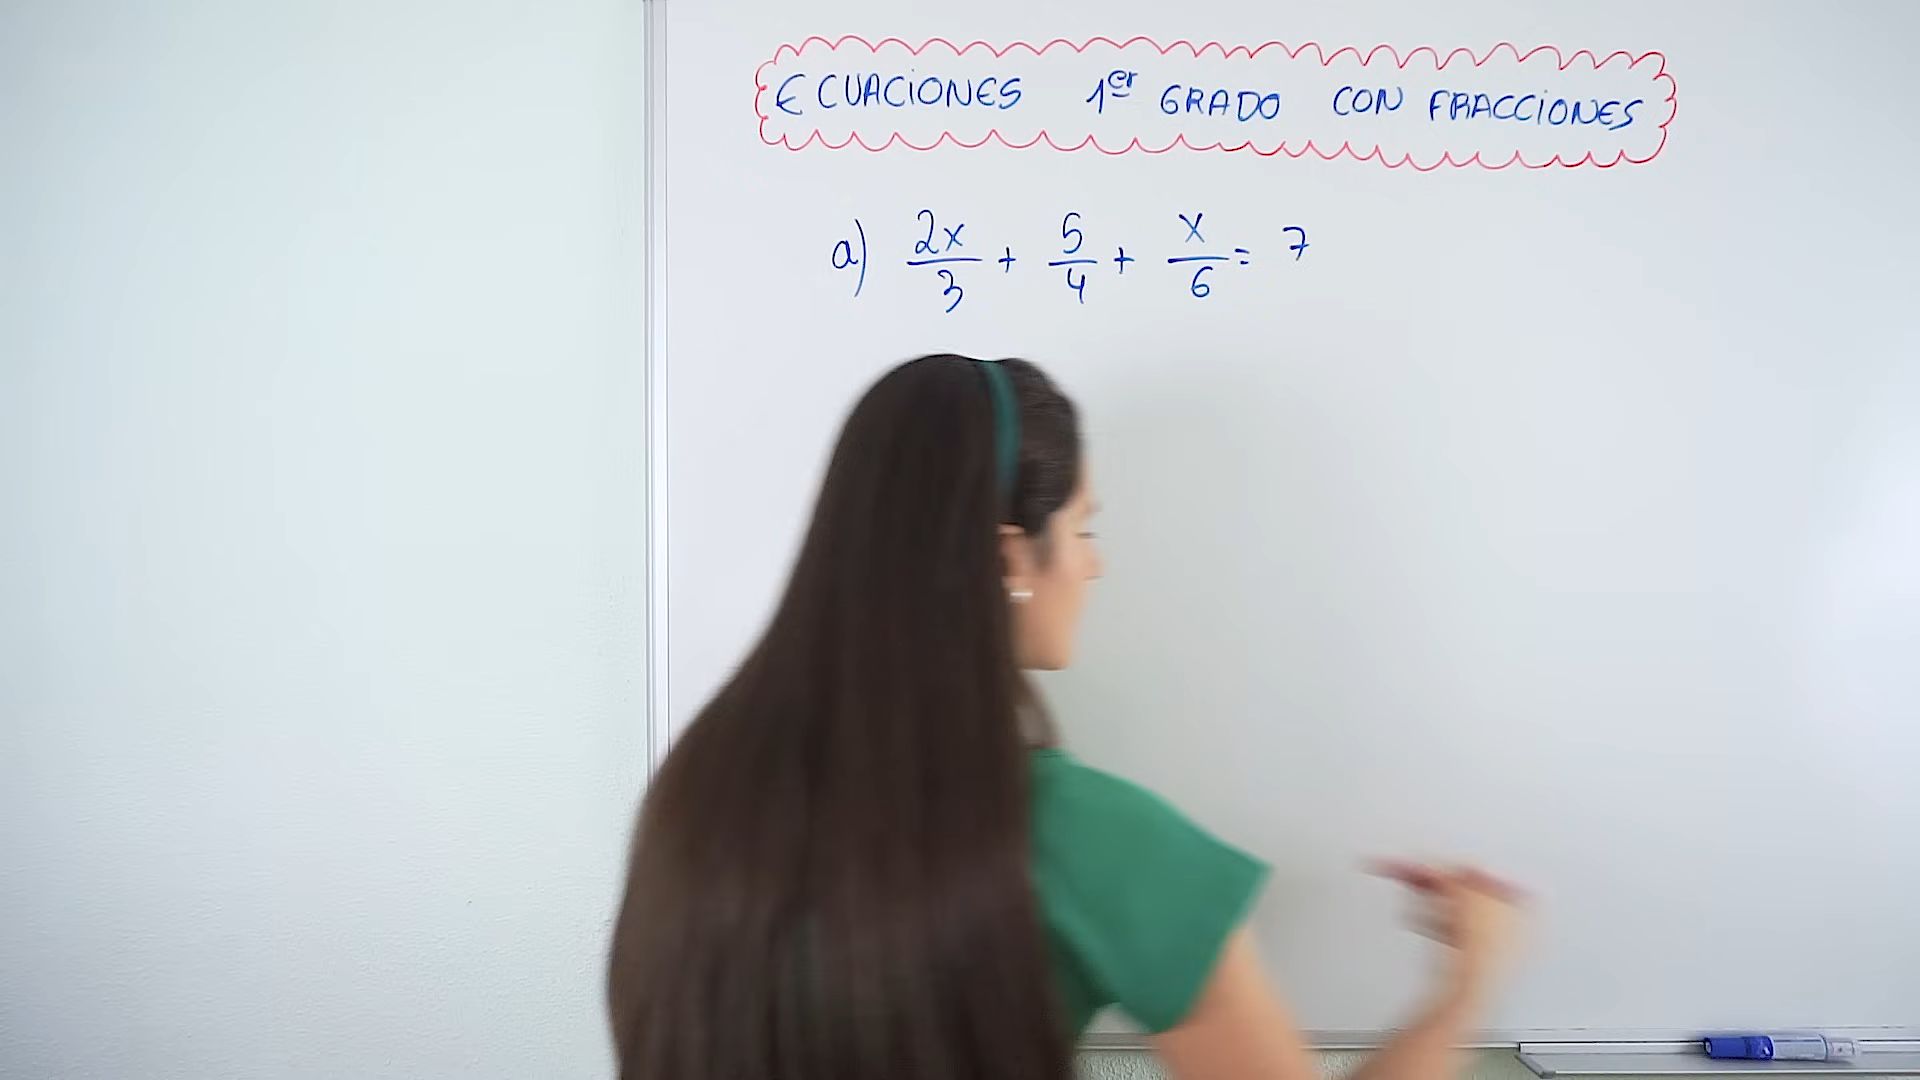 ECUACIONES 1er GRADO CON FRACCIONES
a) 2x/3 + 5/4 + x/6 = 7